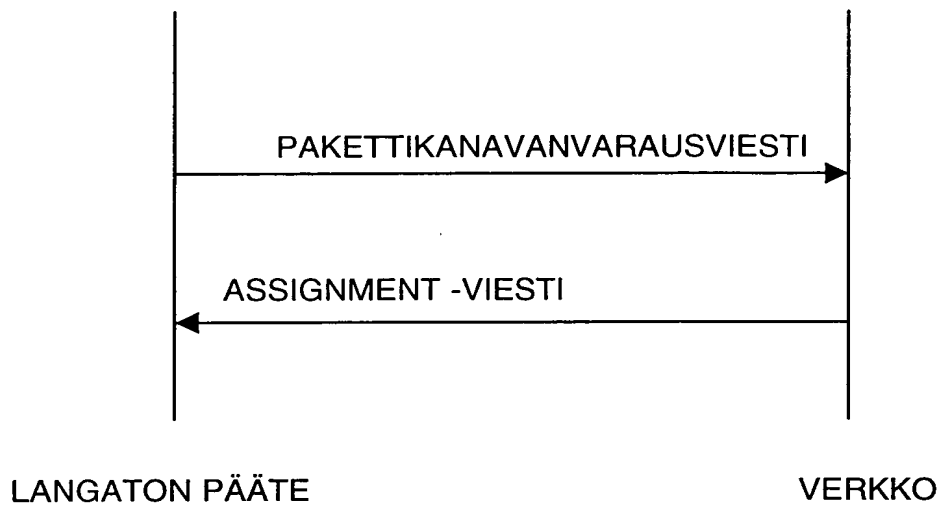 PAKETTIKANAVANVARAUSVIESTI
ASSIGNMENT -VIESTI
LANGATON PÄÄTE
VERKKO